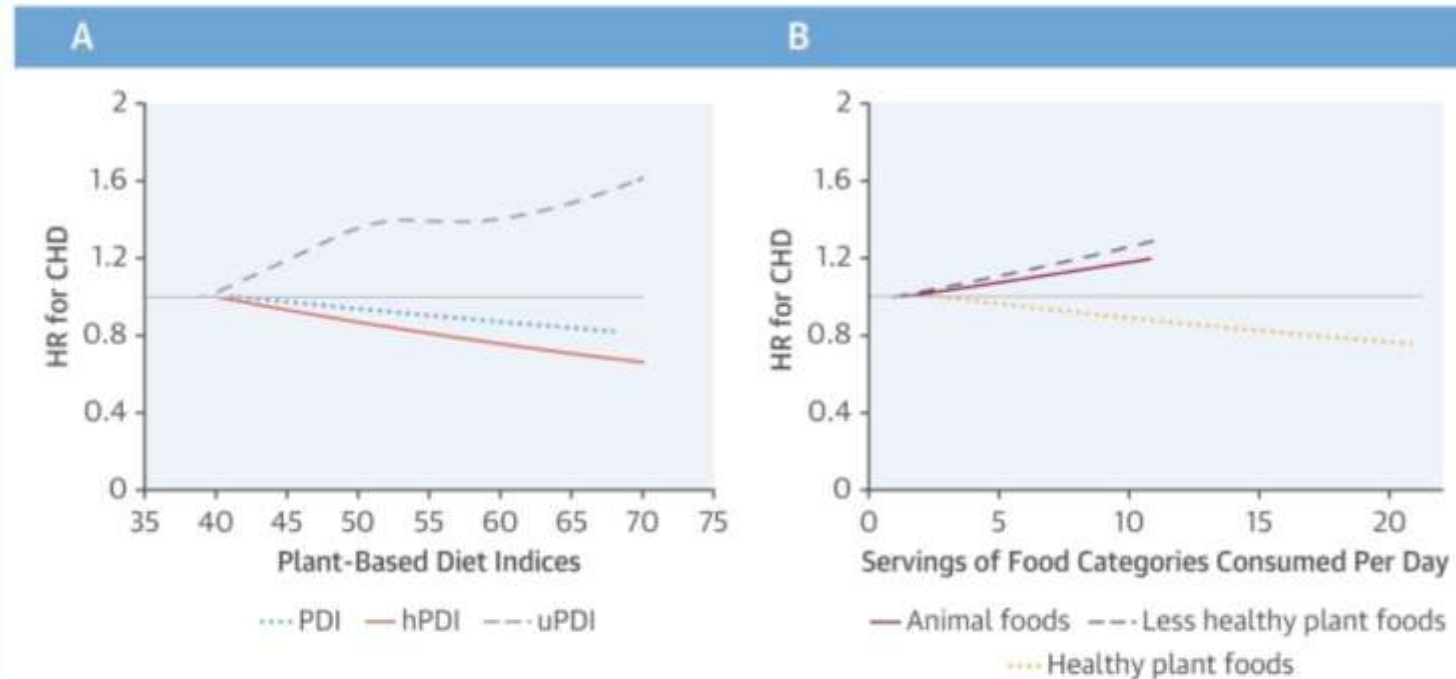 A
B
2
1.6
1.2
0.8
0.4
0
HR for CHD
35 40 45 50 55 60 65 70 75
Plant-Based Diet Indices
PDI hPDI uPDI
2
1.6
1.2
0.8
0.4
0
HR for CHD
0 5 10 15 20
Servings of Food Categories Consumed Per Day
Animal foods Less healthy plant foods
Healthy plant foods